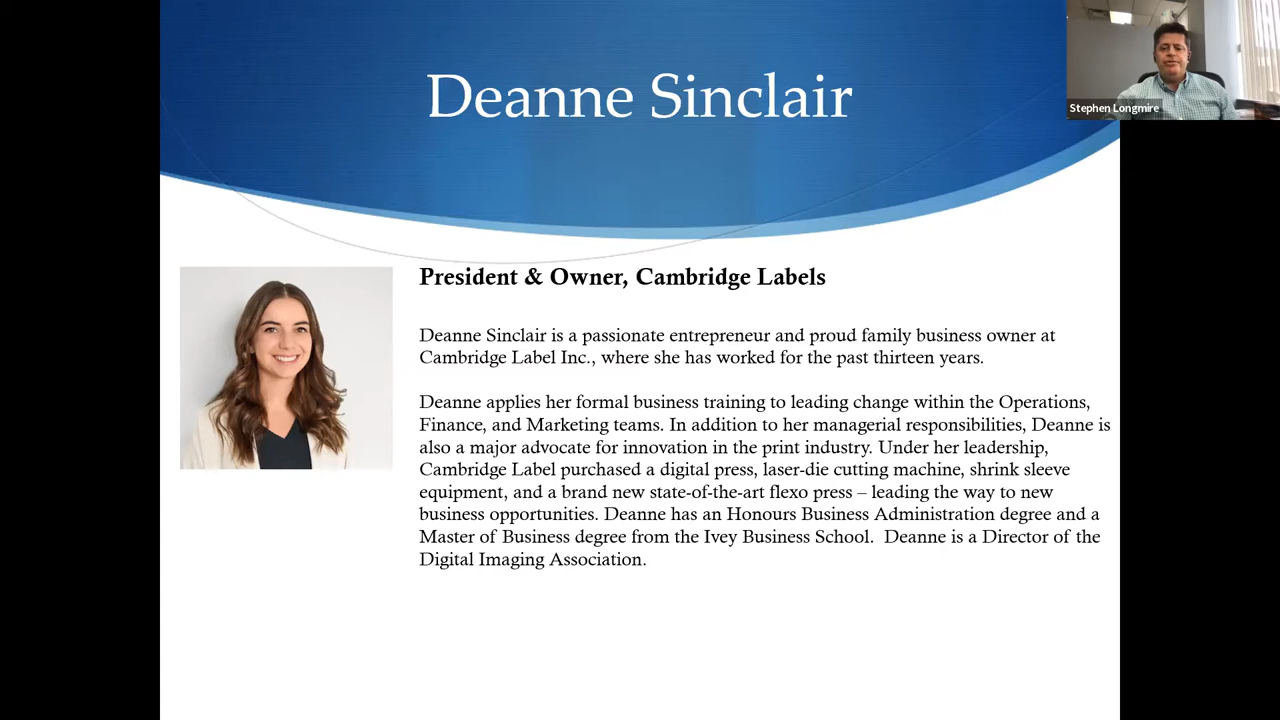 Deanne Sinclair
Stephen Longmire
President & Owner, Cambridge Labels
Deanne Sinclair is a passionate entrepreneur and proud family business owner at
Cambridge Label Inc., where she has worked for the past thirteen years.
Deanne applies her formal business training to leading change within the Operations,
Finance, and Marketing teams. In addition to her managerial responsibilities, Deanne is
also a major advocate for innovation in the print industry. Under her leadership,
Cambridge Label purchased a digital press, laser-die cutting machine, shrink sleeve
equipment, and a brand new state-of-the-art flexo press – leading the way to new
business opportunities. Deanne has an Honours Business Administration degree and a
Master of Business degree from the Ivey Business School.  Deanne is a Director of the
Digital Imaging Association.